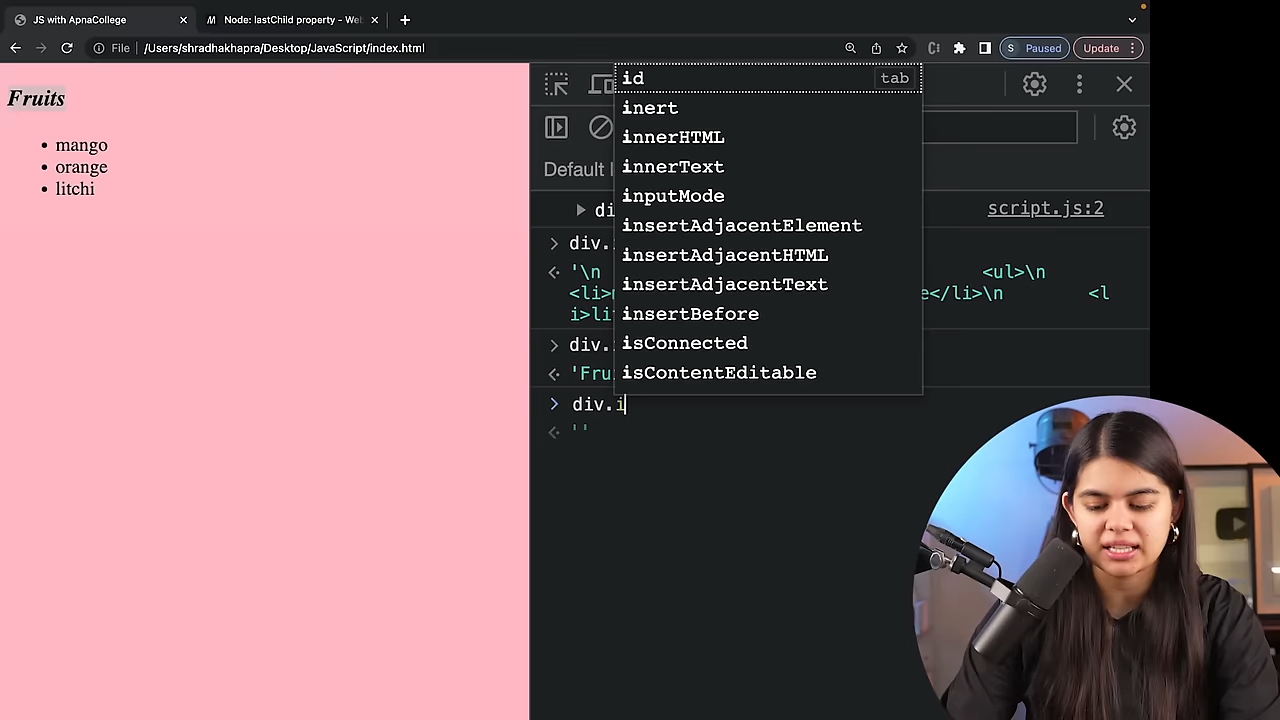 JS with ApnaCollege
Node: lastChild property - We
File
/Users/shradhakhapra/Desktop/JavaScript/index.html
S Paused
Update
Fruits
mango
orange
litchi
id tab
inert
innerHTML
innerText
inputMode
insertAdjacentElement
insertAdjacentHTML
insertAdjacentText
insertBefore
isConnected
isContentEditable
Default
script.js:2
div.
'\n <ul>\n
e</li>\n <l
div.
'Fru
div.i
''